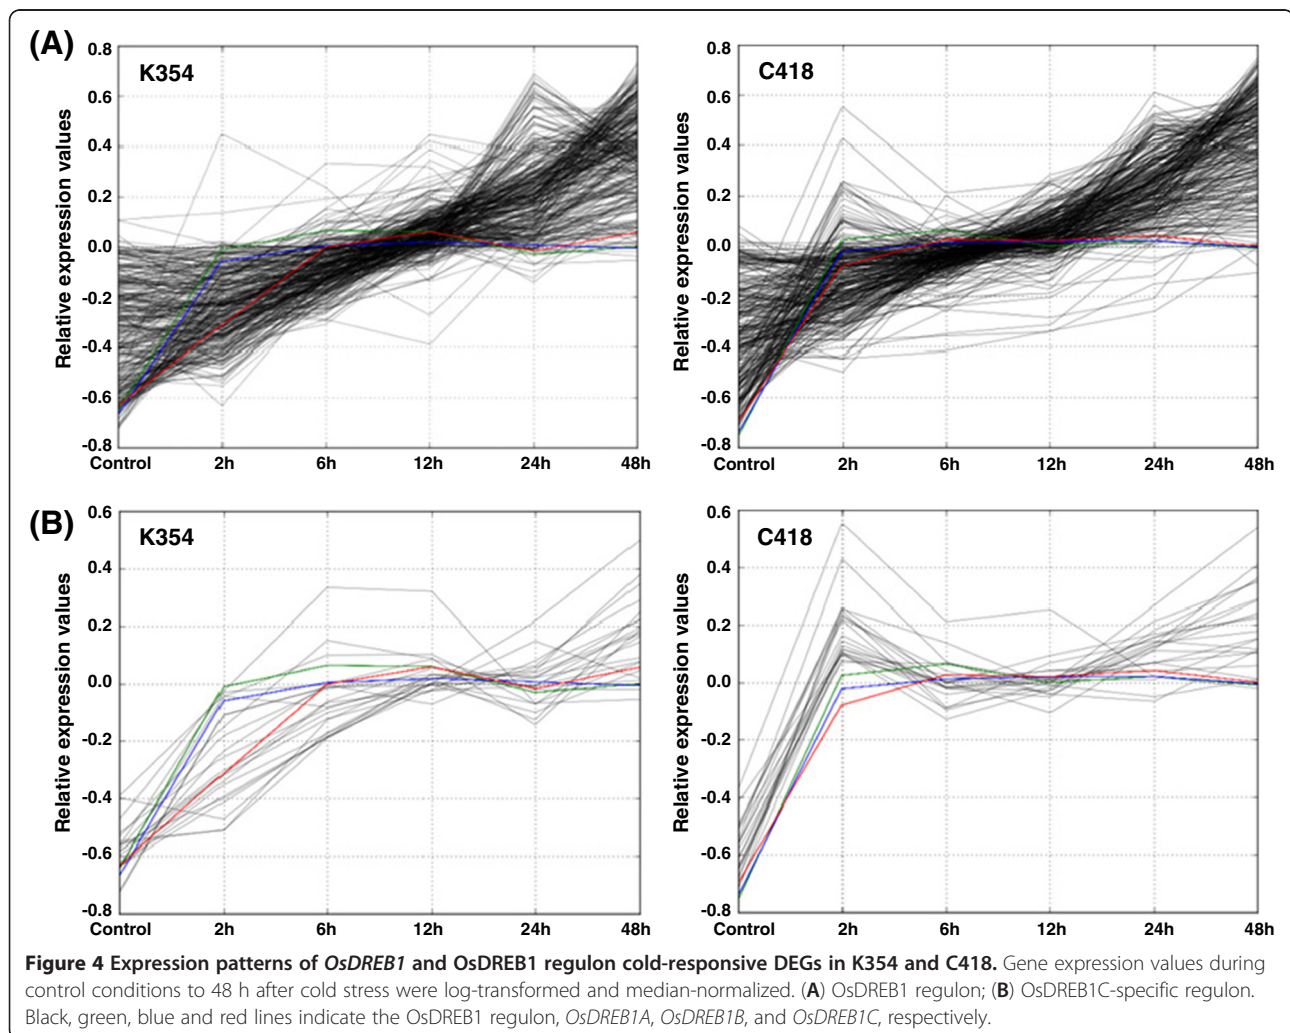 (A)
K354
Relative expression values
0.8
0.6
0.4
0.2
0.0
-0.2
-0.4
-0.6
-0.8
Control 2h 6h 12h 24h 48h
C418
Relative expression values
0.8
0.6
0.4
0.2
0.0
-0.2
-0.4
-0.6
-0.8
Control 2h 6h 12h 24h 48h
(B)
K354
Relative expression values
0.6
0.4
0.2
0.0
-0.2
-0.4
-0.6
-0.8
Control 2h 6h 12h 24h 48h
C418
Relative expression values
0.6
0.4
0.2
0.0
-0.2
-0.4
-0.6
-0.8
Control 2h 6h 12h 24h 48h
Figure 4 Expression patterns of OsDREB1 and OsDREB1 regulon cold-responsive DEGs in K354 and C418. Gene expression values during
control conditions to 48 h after cold stress were log-transformed and median-normalized. (A) OsDREB1 regulon; (B) OsDREB1C-specific regulon.
Black, green, blue and red lines indicate the OsDREB1 regulon, OsDREB1A, OsDREB1B, and OsDREB1C, respectively.